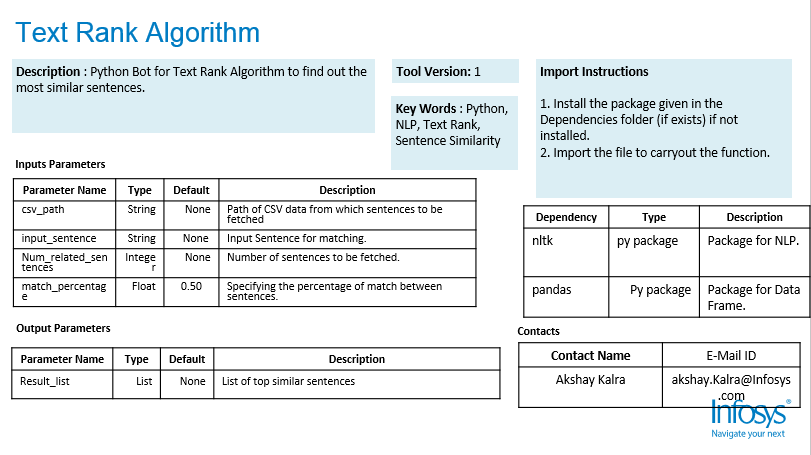 Text Rank Algorithm
Description : Python Bot for Text Rank Algorithm to find out the
most similar sentences.
Tool Version: 1
Key Words : Python,
NLP, Text Rank,
Sentence Similarity
Import Instructions
1. Install the package given in the
Dependencies folder (if exists) if not
installed.
2. Import the file to carryout the function.
Inputs Parameters
Parameter Name Type Default Description
csv_path String None Path of CSV data from which sentences to be
fetched
input_sentence String None Input Sentence for matching.
Num_related_sen Intege None Number of sentences to be fetched.
tences r
match_percentag Float 0.50 Specifying the percentage of match between
e sentences.
Dependency Type Description
nltk py package Package for NLP.
pandas Py package Package for Data
Frame.
Output Parameters
Parameter Name Type Default Description
Result_list List None List of top similar sentences
Contacts
Contact Name E-Mail ID
Akshay Kalra akshay.Kalra@Infosys
.com
Infosys®
Navigate your next